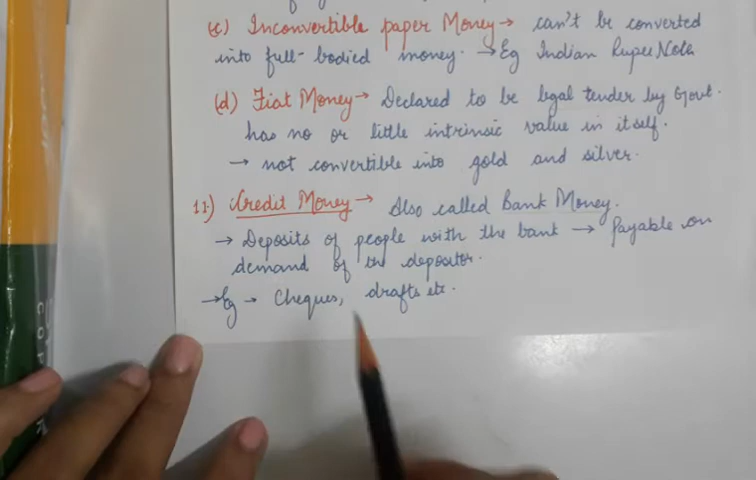 (c) Inconvertible paper Money → can't be converted
into full-bodied money. → Eg Indian Rupee Note
(d) Fiat Money → Declared to be legal tender by Govt.
has no or little intrinsic value in itself.
→ not convertible into gold and silver.
11) Credit Money → Also called Bank Money.
→ Deposits of people with the bank → Payable on
demand of the depositor.
→ Eg → Cheques, drafts etc.